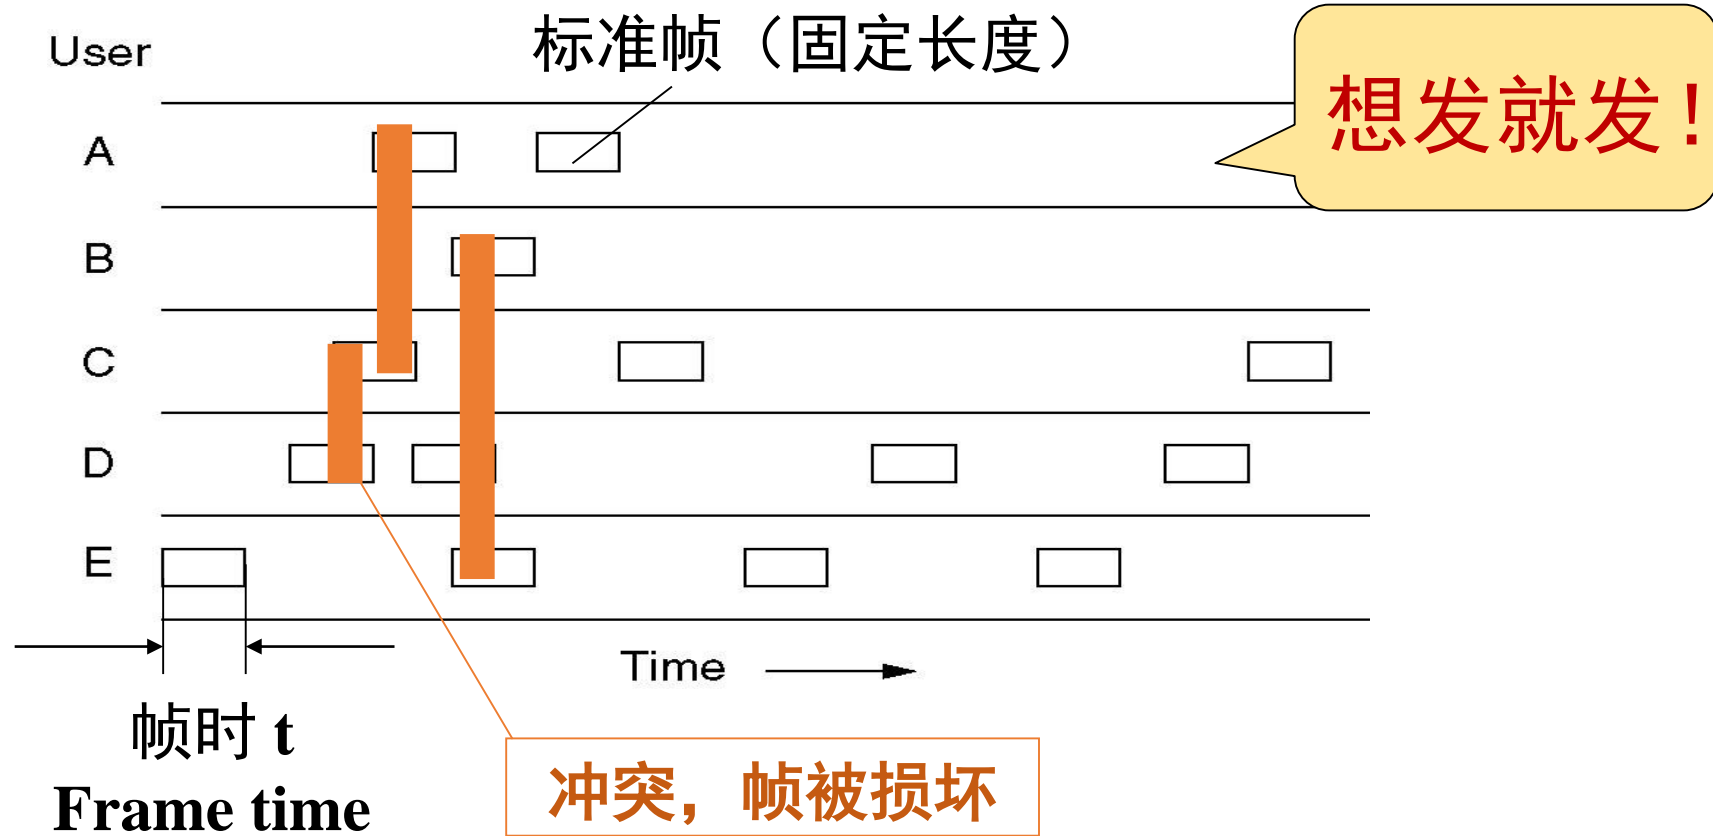 User
标准帧（固定长度）
想发就发！
A
B
C
D
E
Time
帧时 t
Frame time
冲突，帧被损坏